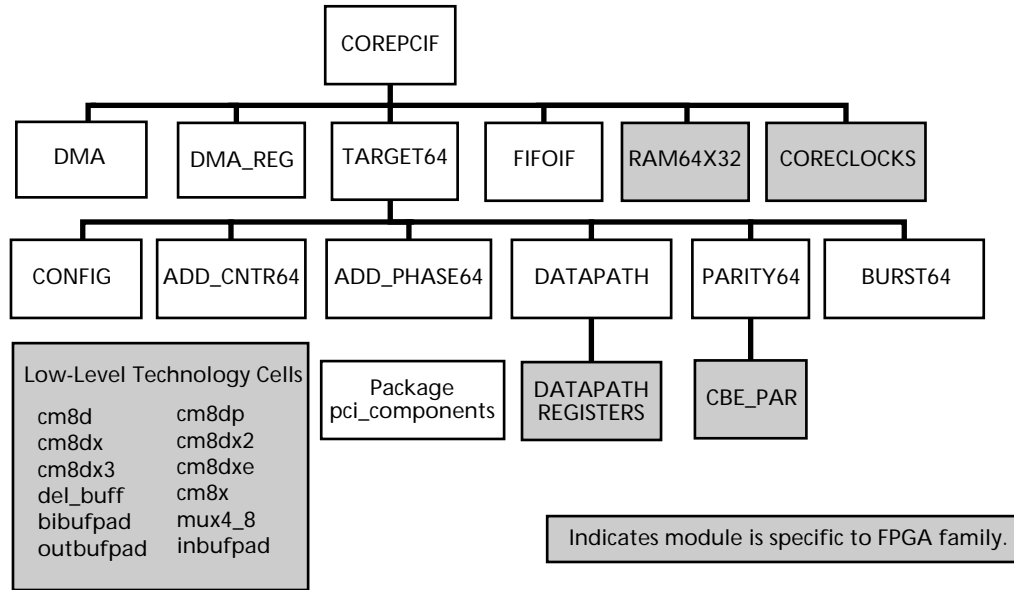 COREPCIF
DMA
DMA_REG
TARGET64
FIFOIF
RAM64X32
CORECLOCKS
CONFIG
ADD_CNTR64
ADD_PHASE64
DATAPATH
PARITY64
BURST64
Low-Level Technology Cells
cm8d cm8dp
cm8dx cm8dx2
cm8dx3 cm8dxe
del_buff cm8x
bibufpad mux4_8
outbufpad inbufpad
Package
pci_components
DATAPATH
REGISTERS
CBE_PAR
Indicates module is specific to FPGA family.